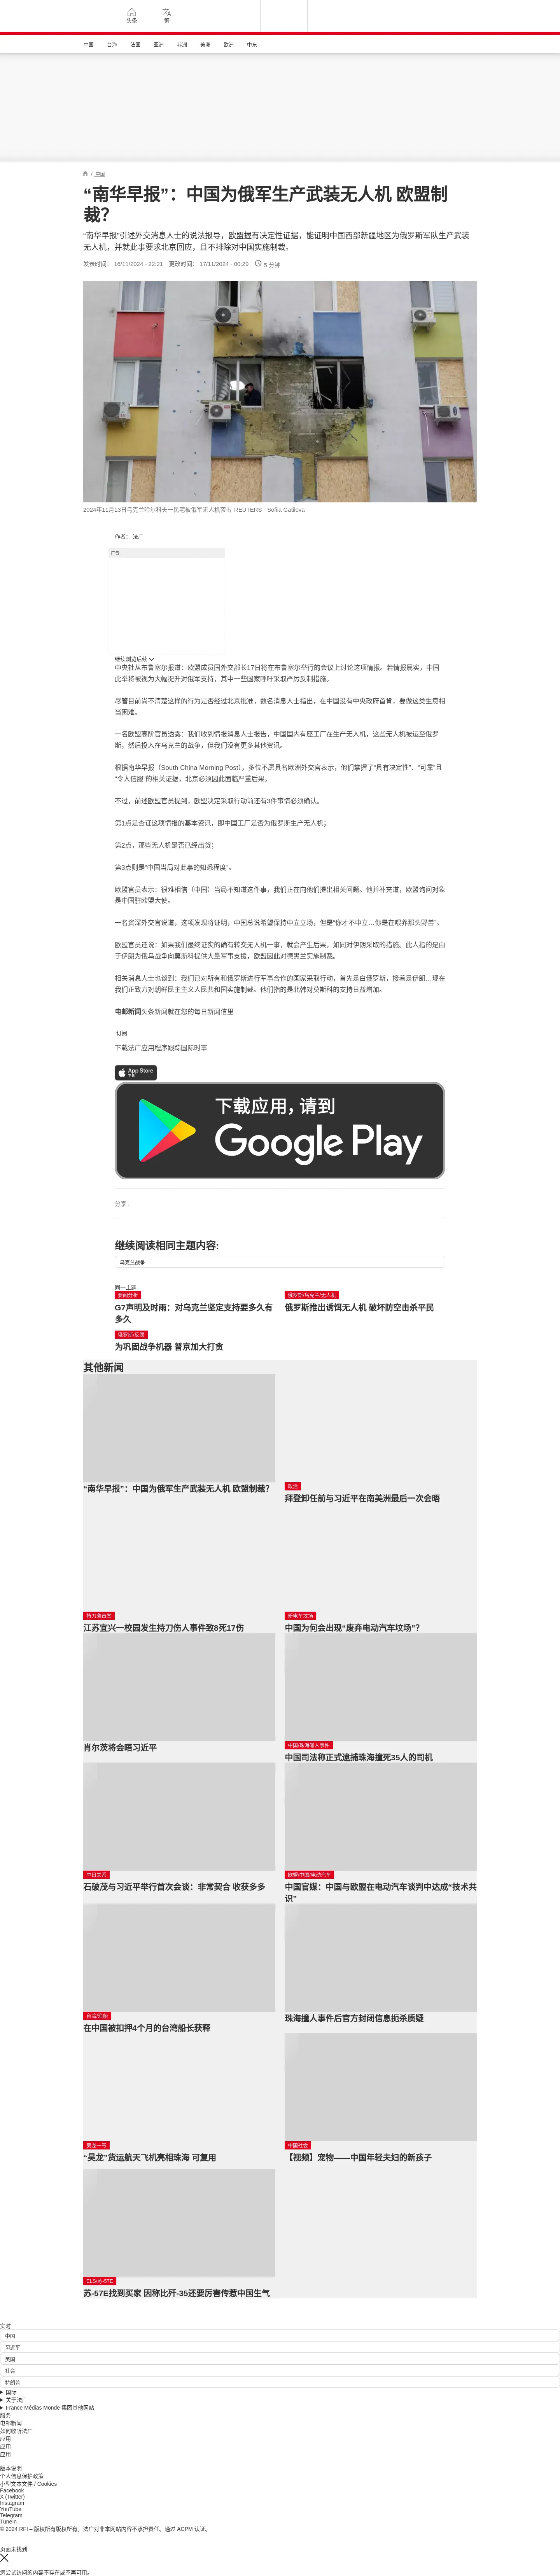 头条
繁
中国
台海
法国
亚洲
非洲
美洲
欧洲
中东
/ 中国
“南华早报”：中国为俄军生产武装无人机 欧盟制
裁？
“南华早报”引述外交消息人士的说法报导，欧盟握有决定性证据，能证明中国西部新疆地区为俄罗斯军队生产武装
无人机，并就此事要求北京回应，且不排除对中国实施制裁。
发表时间： 16/11/2024 - 22:21 更改时间： 17/11/2024 - 00:29 5 分钟
2024年11月13日乌克兰哈尔科夫一民宅被俄军无人机袭击 REUTERS - Sofiia Gatilova
作者： 法广
广告
继续浏览后续
中央社从布鲁塞尔报道：欧盟成员国外交部长17日将在布鲁塞尔举行的会议上讨论这项情报。若情报属实，中国
此举将被视为大幅提升对俄军支持，其中一些国家呼吁采取严厉反制措施。
尽管目前尚不清楚这样的行为是否经过北京批准，数名消息人士指出，在中国没有中央政府首肯，要做这类生意相
当困难。
一名欧盟高阶官员透露：我们收到情报消息人士报告，中国国内有座工厂在生产无人机，这些无人机被运至俄罗
斯，然后投入在乌克兰的战争，但我们没有更多其他资讯。
根据南华早报（South China Morning Post），多位不愿具名欧洲外交官表示，他们掌握了“具有决定性”、“可靠”且
“令人信服”的相关证据，北京必须因此面临严重后果。
不过，前述欧盟官员提到，欧盟决定采取行动前还有3件事情必须确认。
第1点是查证这项情报的基本资讯，即中国工厂是否为俄罗斯生产无人机；
第2点，那些无人机是否已经出货；
第3点则是“中国当局对此事的知悉程度”。
欧盟官员表示：很难相信（中国）当局不知道这件事，我们正在向他们提出相关问题。他并补充道，欧盟询问对象
是中国驻欧盟大使。
一名资深外交官说道，这项发现将证明，中国总说希望保持中立立场，但是“你才不中立…你是在喂养那头野兽”。
欧盟官员还说：如果我们最终证实的确有转交无人机一事，就会产生后果，如同对伊朗采取的措施。此人指的是由
于伊朗为俄乌战争向莫斯科提供大量军事支援，欧盟因此对德黑兰实施制裁。
相关消息人士也谈到：我们已对所有和俄罗斯进行军事合作的国家采取行动，首先是白俄罗斯，接着是伊朗…现在
我们正致力对朝鲜民主主义人民共和国实施制裁。他们指的是北韩对莫斯科的支持日益增加。
电邮新闻头条新闻就在您的每日新闻信里
订阅
下载法广应用程序跟踪国际时事
App Store
下载
下载应用，请到
Google Play
分享 :
继续阅读相同主题内容:
乌克兰战争
同一主题
要闻分析
G7声明及时雨：对乌克兰坚定支持要多久有
多久
俄罗斯/乌克兰/无人机
俄罗斯推出诱饵无人机 破坏防空击杀平民
俄罗斯/反腐
为巩固战争机器 普京加大打贪
其他新闻
“南华早报”：中国为俄军生产武装无人机 欧盟制裁？
政治
拜登卸任前与习近平在南美洲最后一次会晤
持刀袭击案
江苏宜兴一校园发生持刀伤人事件致8死17伤
新电车坟场
中国为何会出现“废弃电动汽车坟场”？
肖尔茨将会晤习近平
中国/珠海碾人事件
中国司法称正式逮捕珠海撞死35人的司机
中日关系
石破茂与习近平举行首次会谈：非常契合 收获多多
欧盟/中国/电动汽车
中国官媒：中国与欧盟在电动汽车谈判中达成“技术共
识”
台湾/渔船
在中国被扣押4个月的台湾船长获释
珠海撞人事件后官方封闭信息扼杀质疑
昊龙一号
“昊龙”货运航天飞机亮相珠海 可复用
中国社会
【视频】宠物——中国年轻夫妇的新孩子
ELS/苏-57E
苏-57E找到买家 因称比歼-35还要厉害传惹中国生气
实时
中国
习近平
美国
社会
特朗普
国际
关于法广
France Médias Monde 集团其他网站
服务
电邮新闻
如何收听法广
应用
应用
应用
版本说明
个人信息保护政策
小型文本文件 / Cookies
Facebook
X (Twitter)
Instagram
YouTube
Telegram
TuneIn
© 2024 RFI – 版权所有版权所有。法广对非本网站内容不承担责任。通过 ACPM 认证。
页面未找到
您尝试访问的内容不存在或不再可用。